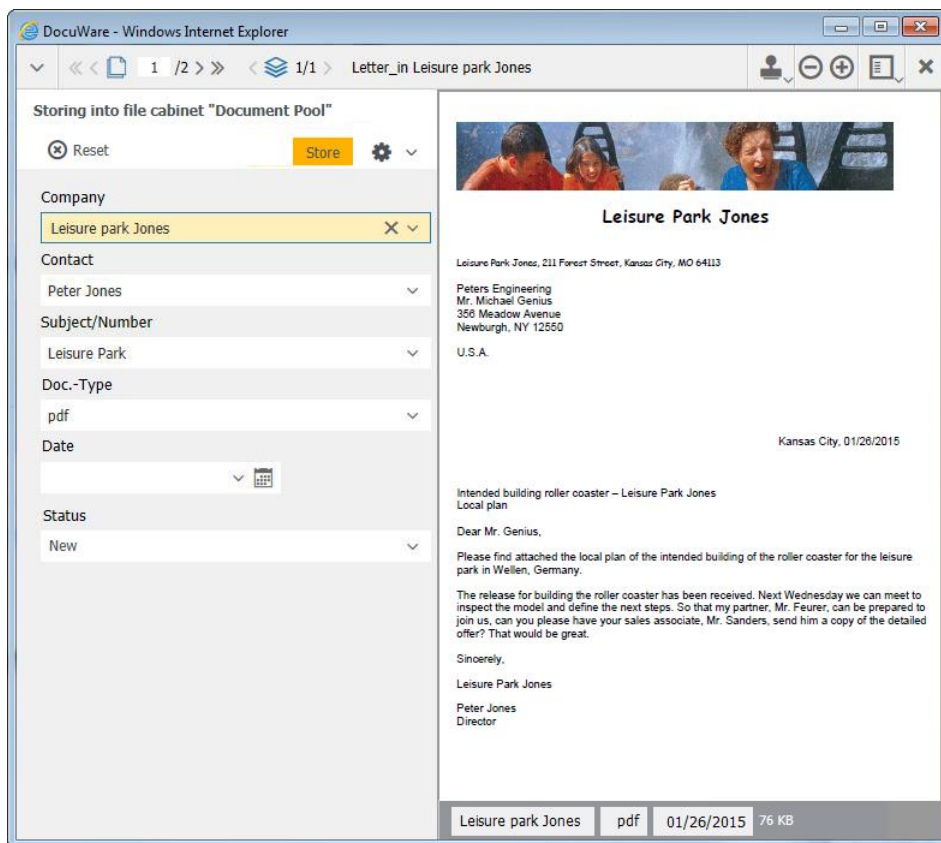 DocuWare - Windows Internet Explorer
1 /2 1/1 Letter_in Leisure park Jones
Storing into file cabinet "Document Pool"
Reset Store
Company
Leisure park Jones
Contact
Peter Jones
Subject/Number
Leisure Park
Doc.-Type
pdf
Date
Status
New
Leisure Park Jones
Leisure Park Jones, 211 Forest Street, Kansas City, MO 64113
Peters Engineering
Mr. Michael Genius
356 Meadow Avenue
Newburgh, NY 12550
U.S.A.
Kansas City, 01/26/2015
Intended building roller coaster – Leisure Park Jones
Local plan
Dear Mr. Genius,
Please find attached the local plan of the intended building of the roller coaster for the leisure
park in Wellen, Germany.
The release for building the roller coaster has been received. Next Wednesday we can meet to
inspect the model and define the next steps. So that my partner, Mr. Feurer, can be prepared to
join us, can you please have your sales associate, Mr. Sanders, send him a copy of the detailed
offer? That would be great.
Sincerely,
Leisure Park Jones
Peter Jones
Director
Leisure park Jones pdf 01/26/2015 76 KB